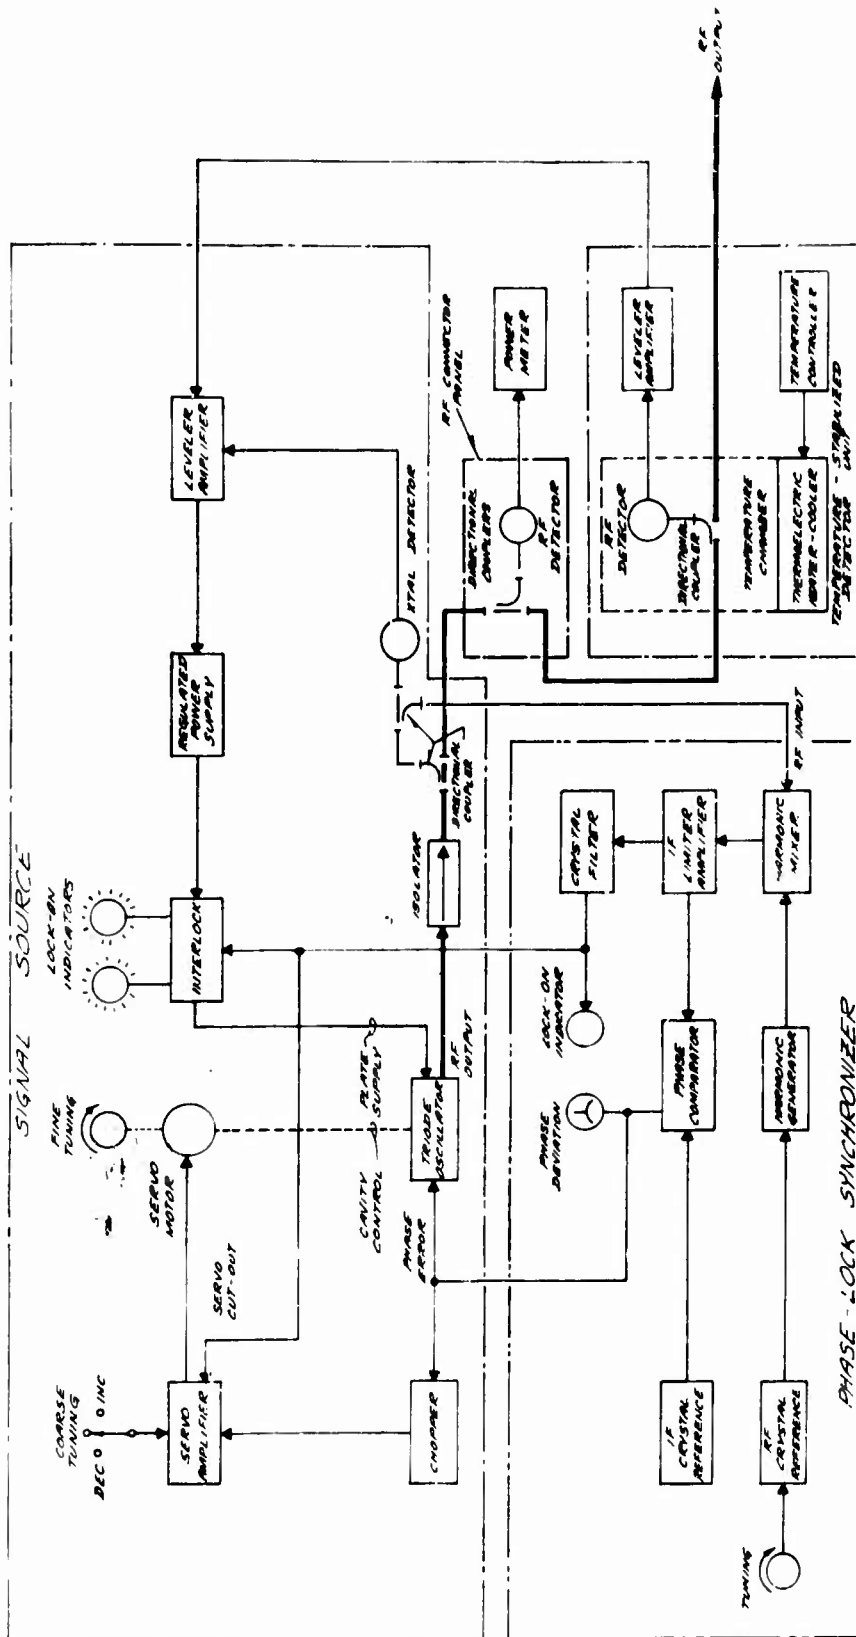 SIGNAL SOURCE
COARSE
TUNING
DEC
INC
SERVO
AMPLIFIER
SERVO
CUT-OUT
SERVO
MOTOR
FINE
TUNING
LOCK-ON
INDICATORS
INTERLOCK
REGULATED
POWER
SUPPLY
LEVELER
AMPLIFIER
CHOPPER
PHASE
ERROR
CAVITY
CONTROL
PLATE
SUPPLY
TRIODE
OSCILLATOR
RF
OUTPUT
ISOLATOR
DIRECTIONAL
COUPLER
XTAL DETECTOR
RF CONNECTOR
PANEL
DIRECTIONAL
COUPLERS
RF
DETECTOR
POWER
METER
PHASE
DEVIATION
LOCK-ON
INDICATOR
CRYSTAL
FILTER
IF
CRYSTAL
REFERENCE
PHASE
COMPARATOR
IF
LIMITER
AMPLIFIER
TUNING
RF
CRYSTAL
REFERENCE
HARMONIC
GENERATOR
HARMONIC
MIXER
RF INPUT
PHASE-LOCK SYNCHRONIZER
RF
DETECTOR
LEVELER
AMPLIFIER
DIRECTIONAL
COUPLER
RF
OUTPUT
TEMPERATURE
CHAMBER
THERMOELECTRIC
HEATER-COOLER
TEMPERATURE
CONTROLLER
TEMPERATURE-STABILIZED
DETECTOR UNIT